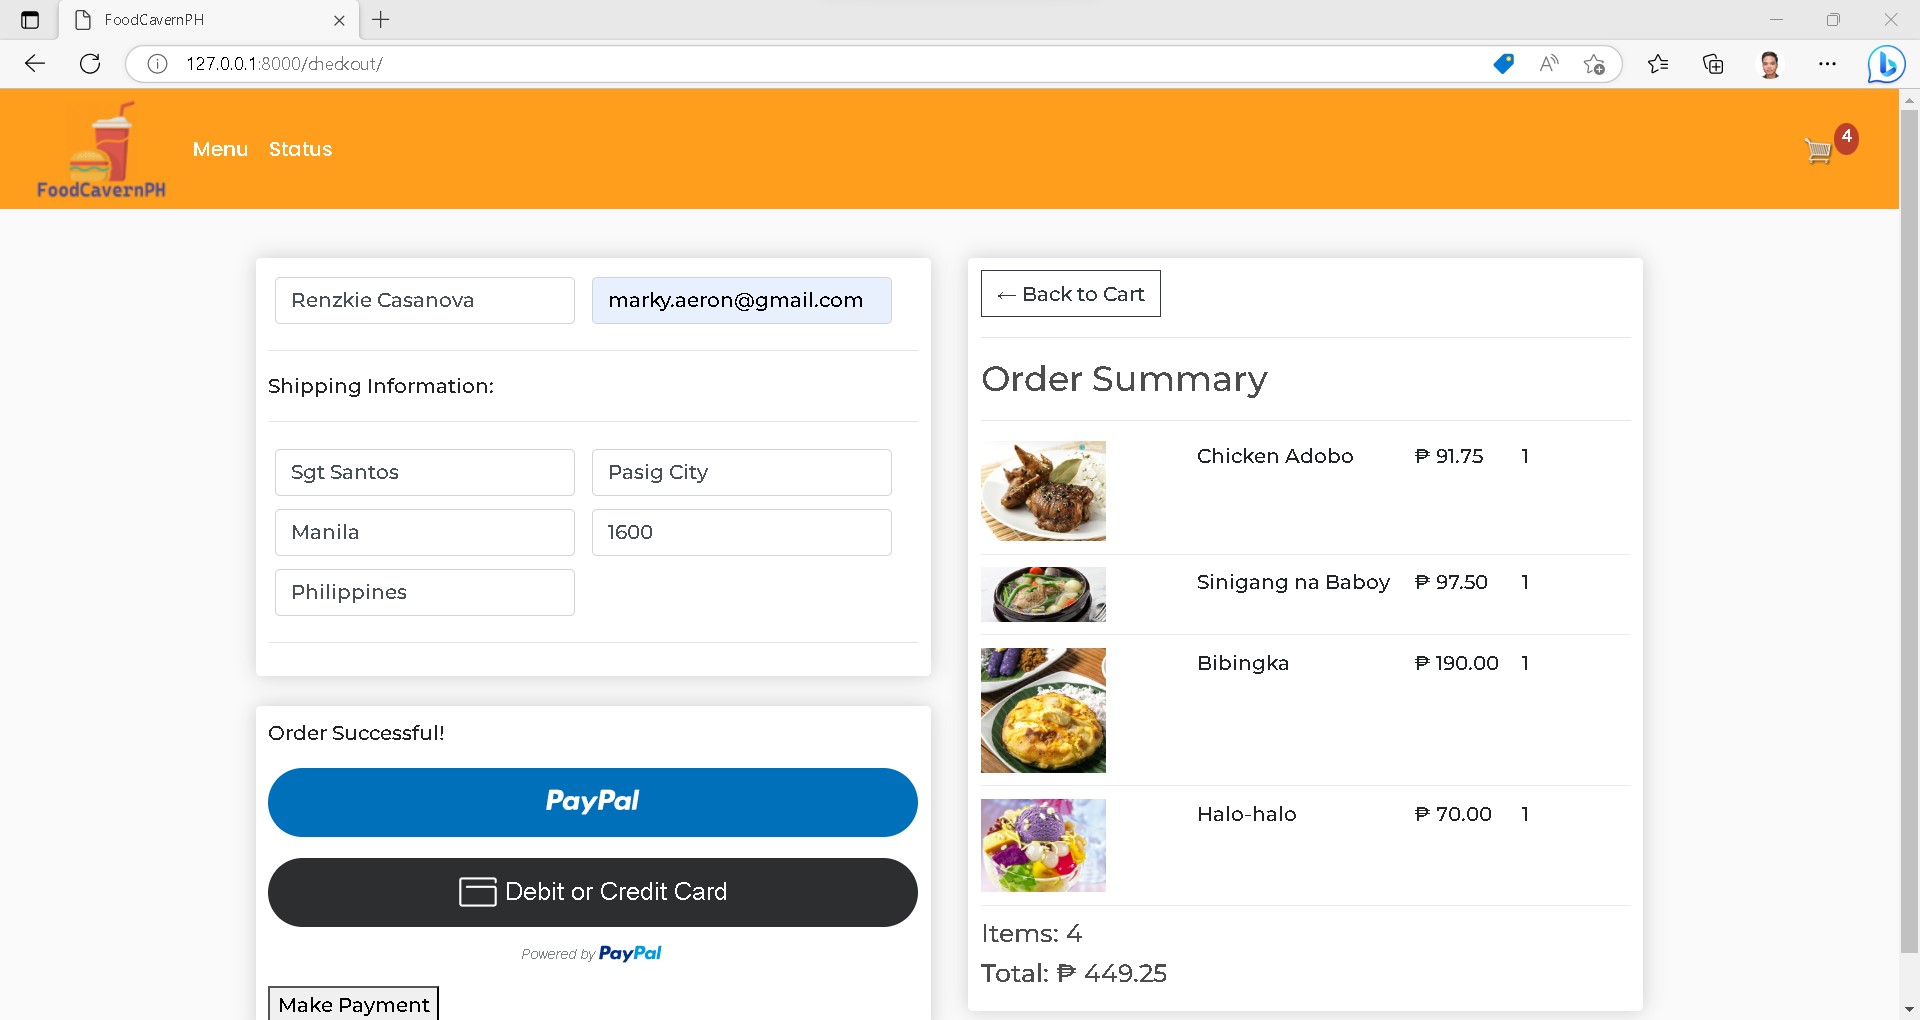 FoodCavernPH
127.0.0.1:8000/checkout/
FoodCavernPH
Menu Status
4
Renzkie Casanova
marky.aeron@gmail.com
Shipping Information:
Sgt Santos
Pasig City
Manila
1600
Philippines
Order Successful!
PayPal
Debit or Credit Card
Powered by PayPal
Make Payment
← Back to Cart
Order Summary
Chicken Adobo ₱ 91.75 1
Sinigang na Baboy ₱ 97.50 1
Bibingka ₱ 190.00 1
Halo-halo ₱ 70.00 1
Items: 4
Total: ₱ 449.25